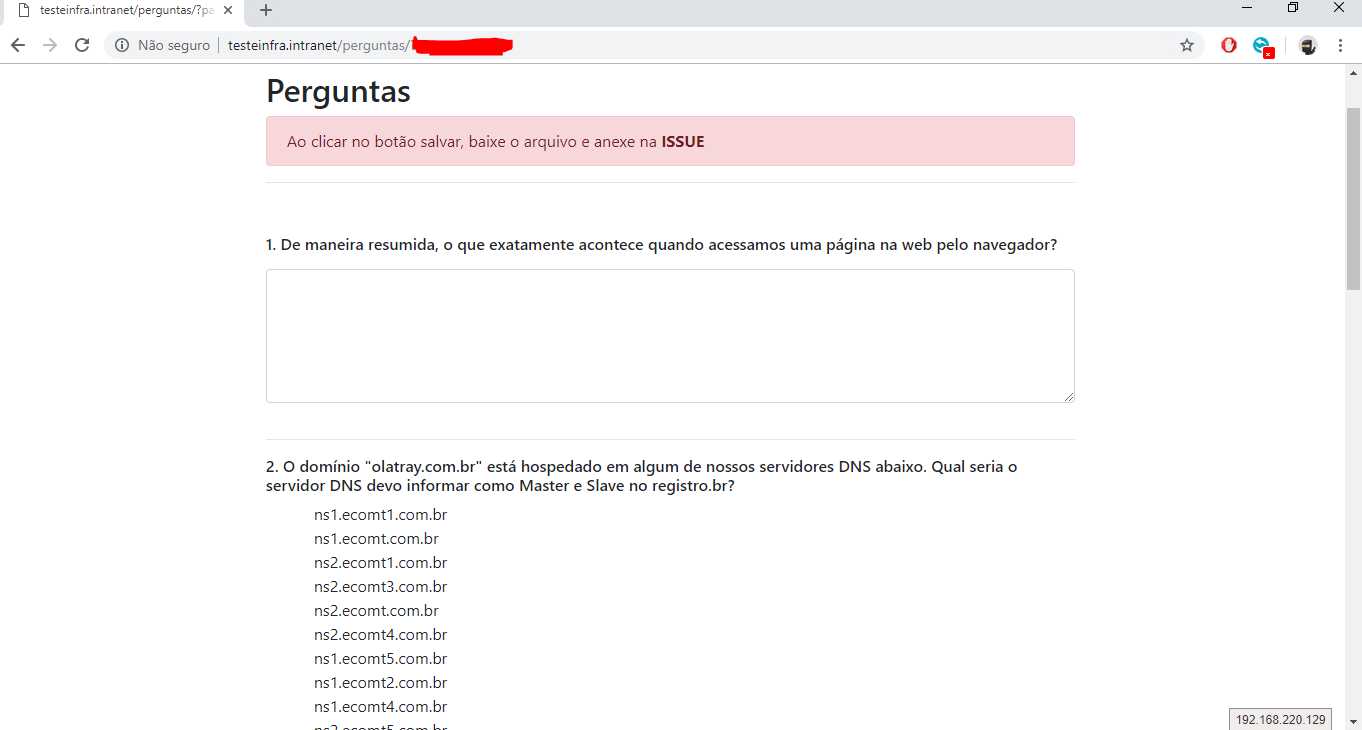 testeinfra.intranet/perguntas/?pa
Não seguro
testeinfra.intranet/perguntas/
Perguntas
Ao clicar no botão salvar, baixe o arquivo e anexe na ISSUE
1. De maneira resumida, o que exatamente acontece quando acessamos uma página na web pelo navegador?
2. O domínio "olatray.com.br" está hospedado em algum de nossos servidores DNS abaixo. Qual seria o
servidor DNS devo informar como Master e Slave no registro.br?
ns1.ecomt1.com.br
ns1.ecomt.com.br
ns2.ecomt1.com.br
ns2.ecomt3.com.br
ns2.ecomt.com.br
ns2.ecomt4.com.br
ns1.ecomt5.com.br
ns1.ecomt2.com.br
ns1.ecomt4.com.br
ns2.ecomt5.com.br
192.168.220.129